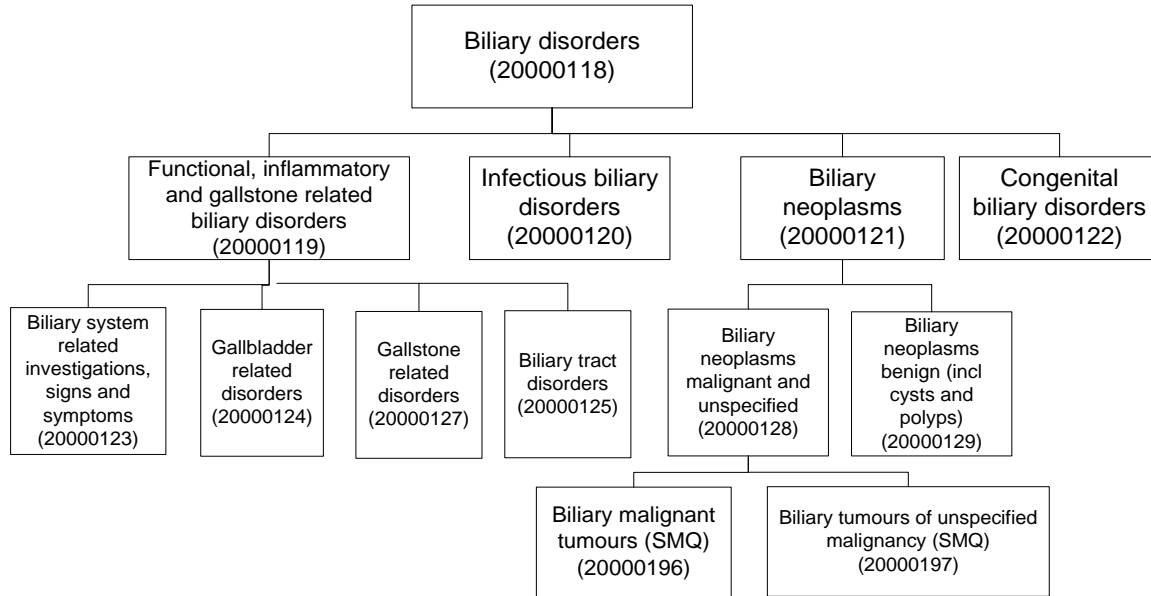 Biliary disorders
(20000118)
Functional, inflammatory
and gallstone related
biliary disorders
(20000119)
Infectious biliary
disorders
(20000120)
Biliary
neoplasms
(20000121)
Congenital
biliary disorders
(20000122)
Biliary system
related
investigations,
signs and
symptoms
(20000123)
Gallbladder
related
disorders
(20000124)
Gallstone
related
disorders
(20000127)
Biliary tract
disorders
(20000125)
Biliary
neoplasms
malignant and
unspecified
(20000128)
Biliary
neoplasms
benign (incl
cysts and
polyps)
(20000129)
Biliary malignant
tumours (SMQ)
(20000196)
Biliary tumours of unspecified
malignancy (SMQ)
(20000197)